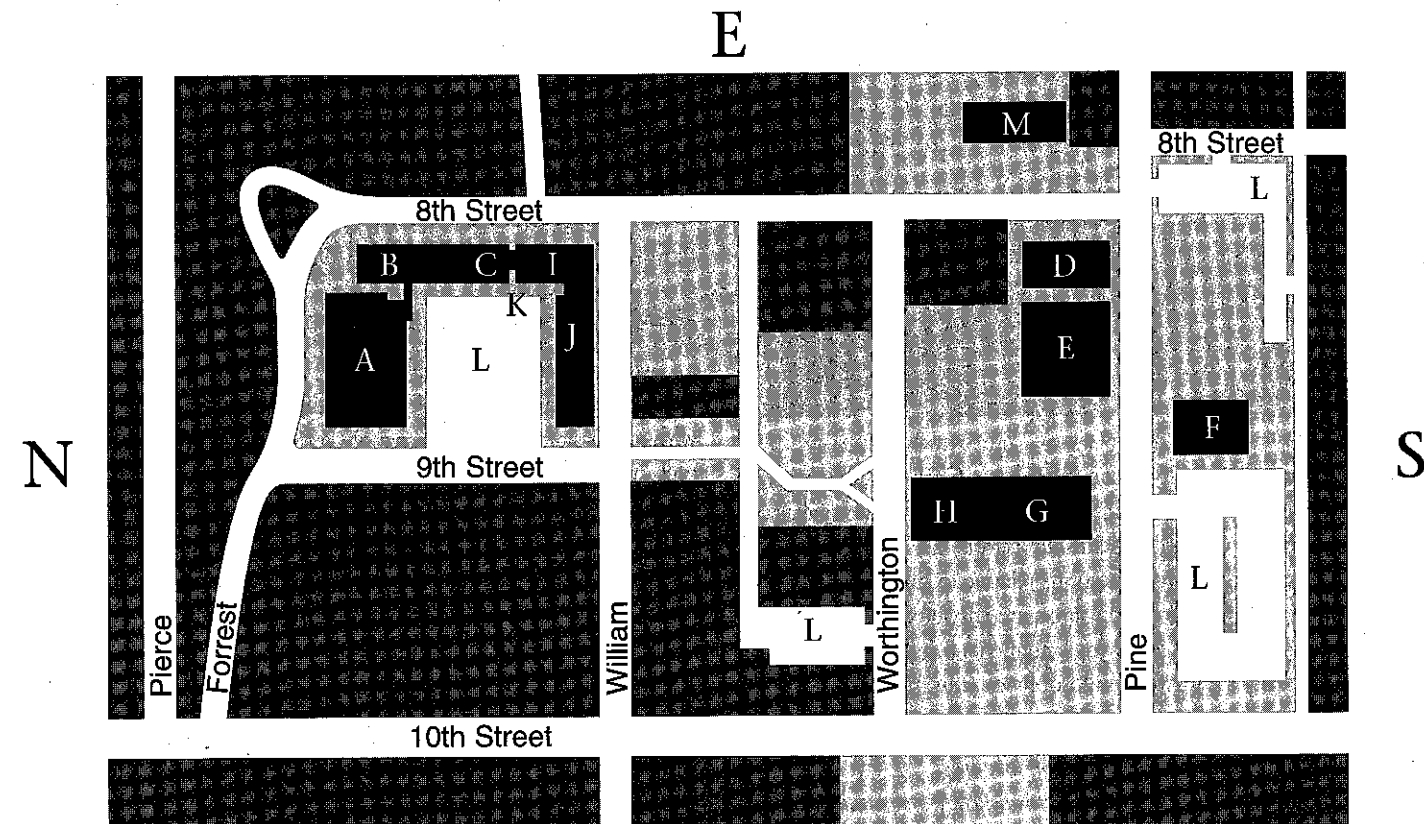 E
M
8th Street
L
8th Street
B C I
D
K
J
A
L
E
F
N
S
9th Street
H G
L
L
Pierce
Forrest
William
Worthington
Pine
10th Street